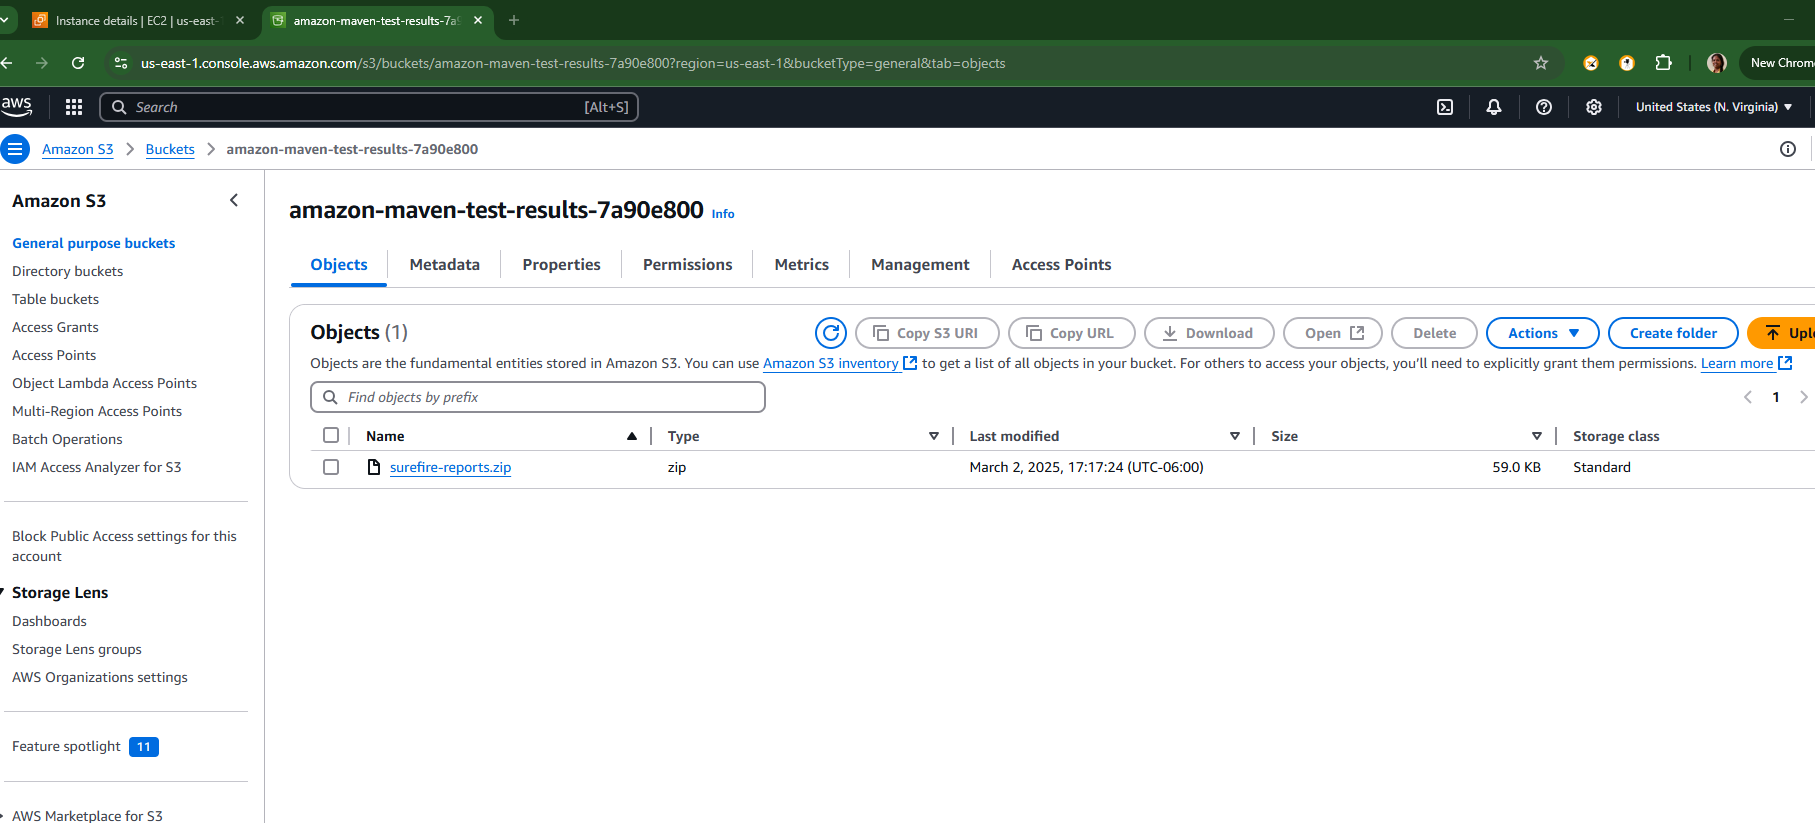 Instance details | EC2 | us-east-
amazon-maven-test-results-7a9
us-east-1.console.aws.amazon.com/s3/buckets/amazon-maven-test-results-7a90e800?region=us-east-1&bucketType=general&tab=objects
New Chrom
aws
Search
[Alt+S]
United States (N. Virginia)
Amazon S3
Buckets
amazon-maven-test-results-7a90e800
Amazon S3
General purpose buckets
Directory buckets
Table buckets
Access Grants
Access Points
Object Lambda Access Points
Multi-Region Access Points
Batch Operations
IAM Access Analyzer for S3
Block Public Access settings for this
account
Storage Lens
Dashboards
Storage Lens groups
AWS Organizations settings
Feature spotlight 11
AWS Marketplace for S3
amazon-maven-test-results-7a90e800 Info
Objects Metadata Properties Permissions Metrics Management Access Points
Objects (1)
Copy S3 URI Copy URL Download Open Delete Actions Create folder Uplo
Objects are the fundamental entities stored in Amazon S3. You can use Amazon S3 inventory to get a list of all objects in your bucket. For others to access your objects, you'll need to explicitly grant them permissions. Learn more
Find objects by prefix
1
Name Type Last modified Size Storage class
surefire-reports.zip zip March 2, 2025, 17:17:24 (UTC-06:00) 59.0 KB Standard